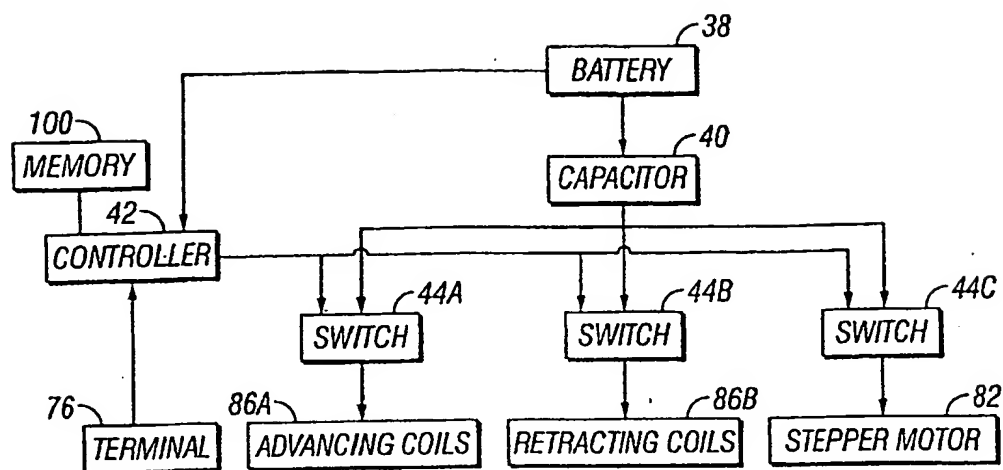 38
BATTERY
100
MEMORY
40
CAPACITOR
42
CONTROLLER
44A
SWITCH
44B
SWITCH
44C
SWITCH
76
TERMINAL
86A
ADVANCING COILS
86B
RETRACTING COILS
82
STEPPER MOTOR